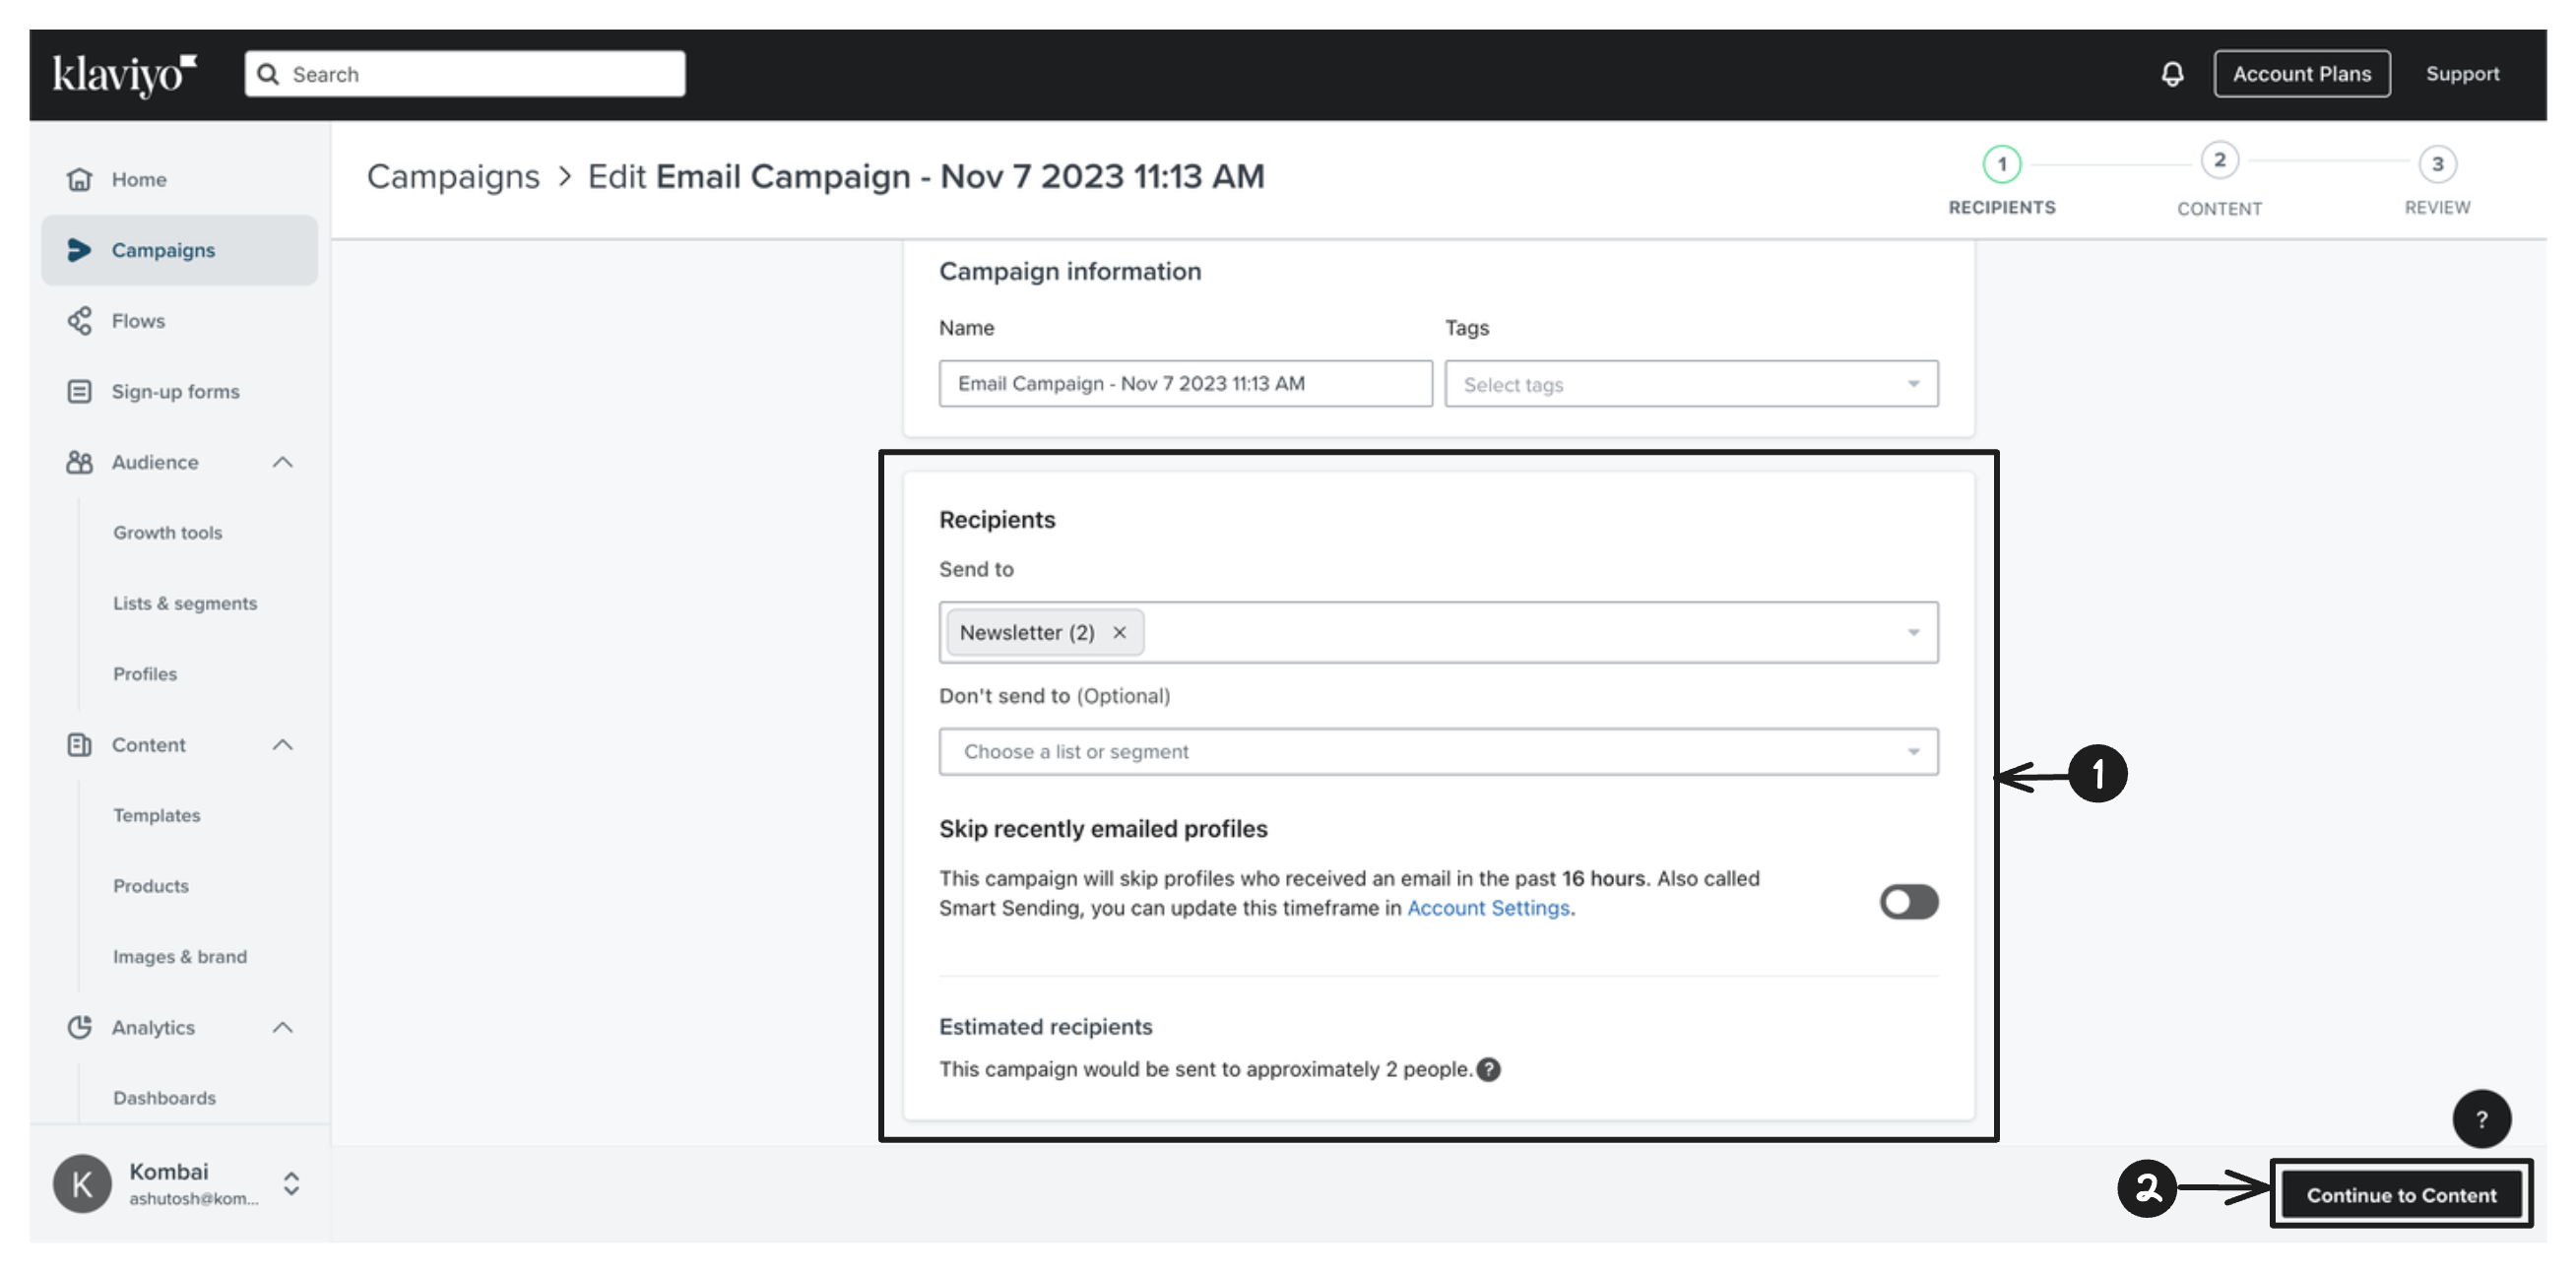 klaviyo
Search
Account Plans
Support
Home
Campaigns
Flows
Sign-up forms
Audience
Growth tools
Lists & segments
Profiles
Content
Templates
Products
Images & brand
Analytics
Dashboards
K
Kombai
ashutosh@kom...
Campaigns > Edit Email Campaign - Nov 7 2023 11:13 AM
1
RECIPIENTS
2
CONTENT
3
REVIEW
Campaign information
Name
Tags
Email Campaign - Nov 7 2023 11:13 AM
Select tags
Recipients
Send to
Newsletter (2) ×
Don't send to (Optional)
Choose a list or segment
Skip recently emailed profiles
This campaign will skip profiles who received an email in the past 16 hours. Also called
Smart Sending, you can update this timeframe in Account Settings.
Estimated recipients
This campaign would be sent to approximately 2 people. ?
1
?
2
Continue to Content